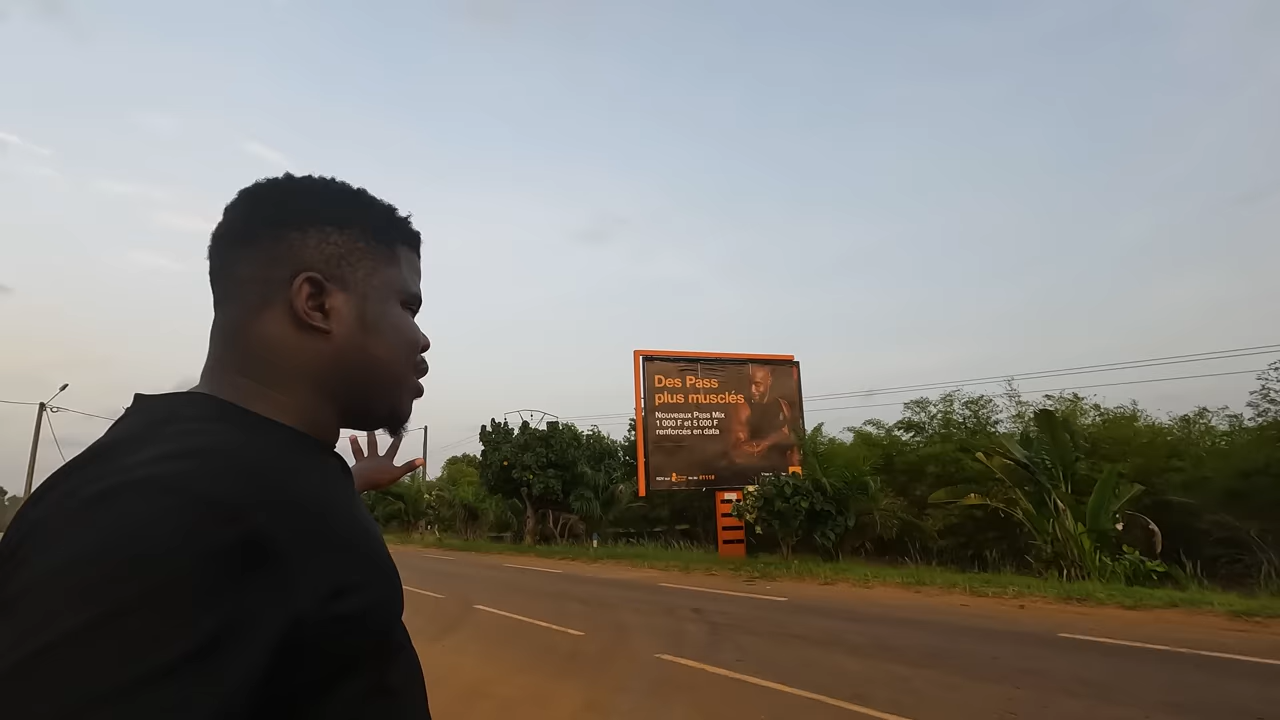 Des Pass
plus musclés
Nouveaux Pass Mix
1 000 F et 5 000 F
renforcés en data